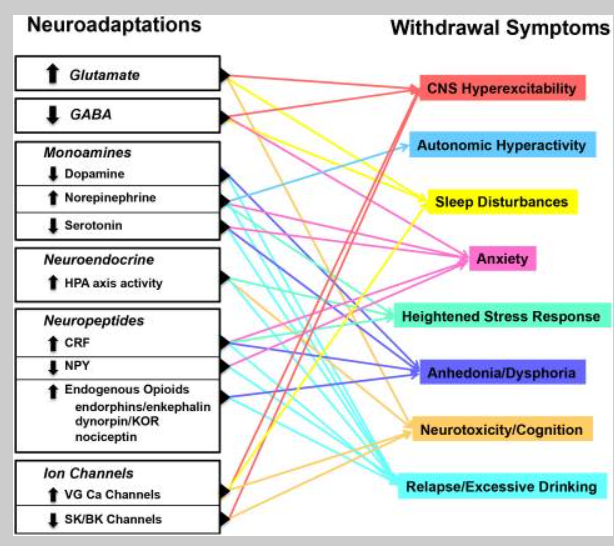 Neuroadaptations
Withdrawal Symptoms
Glutamate
GABA
Monoamines
Dopamine
Norepinephrine
Serotonin
Neuroendocrine
HPA axis activity
Neuropeptides
CRF
NPY
Endogenous Opioids
endorphins/enkephalin
dynorpin/KOR
nociceptin
Ion Channels
VG Ca Channels
SK/BK Channels
CNS Hyperexcitability
Autonomic Hyperactivity
Sleep Disturbances
Anxiety
Heightened Stress Response
Anhedonia/Dysphoria
Neurotoxicity/Cognition
Relapse/Excessive Drinking